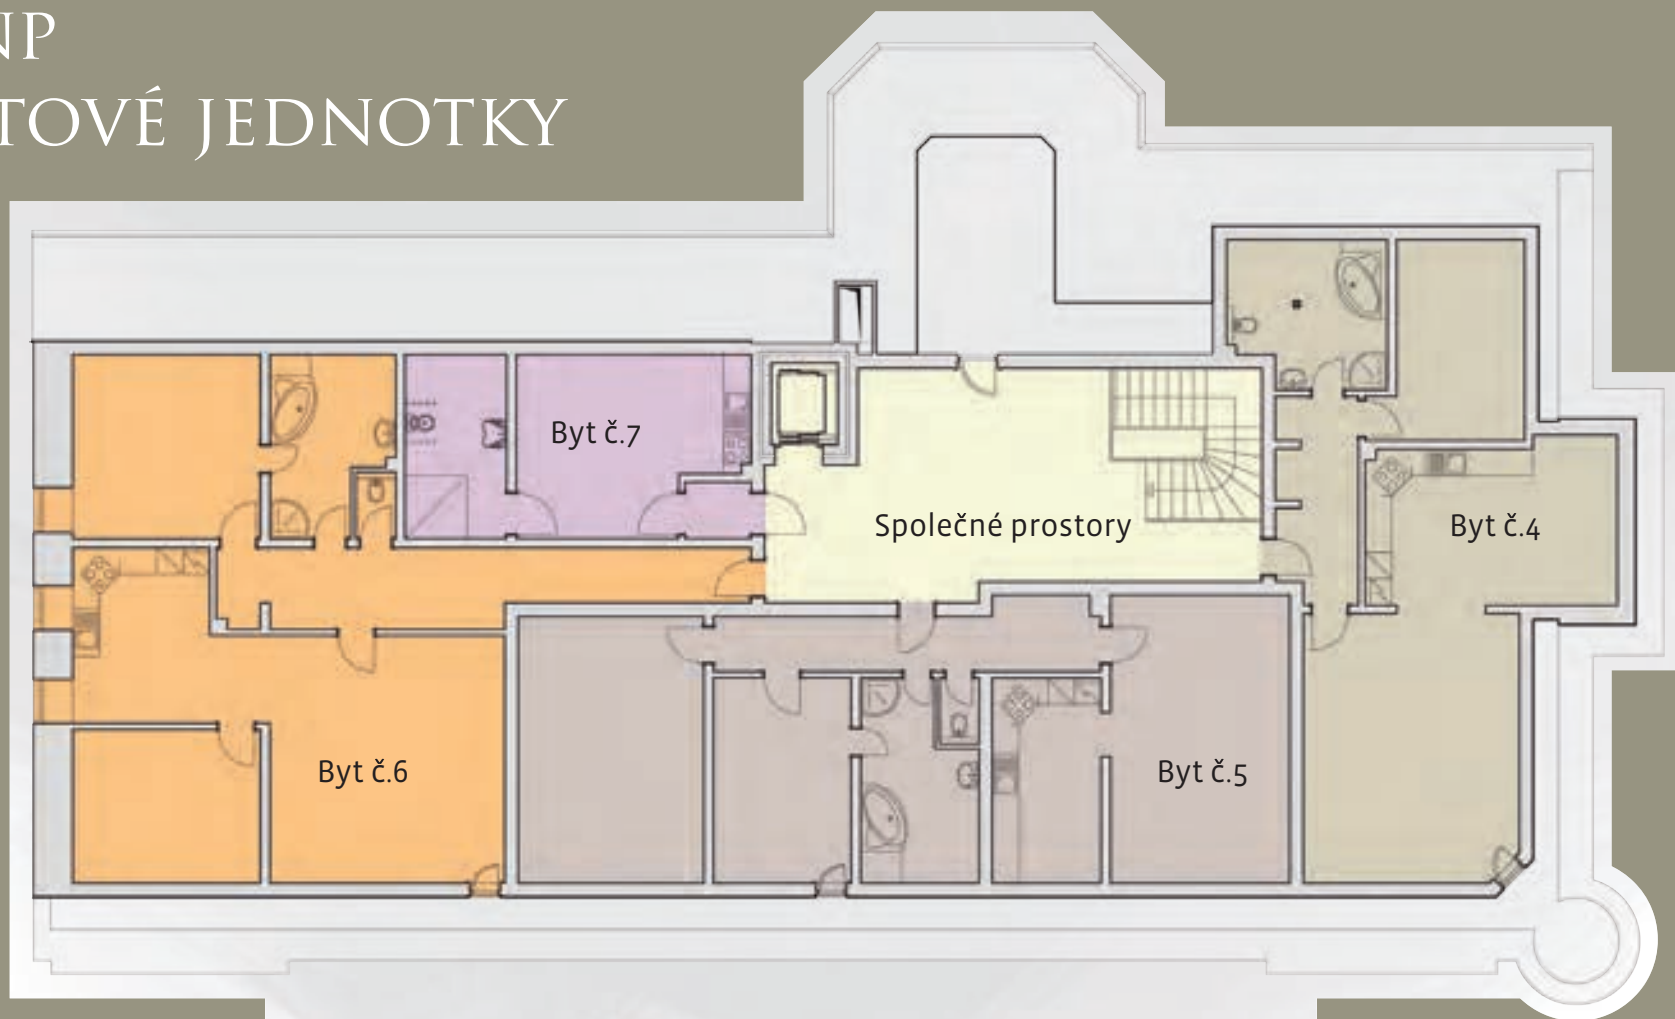 NP
TOVÉ JEDNOTKY
Byt č.7
Společné prostory
Byt č.4
Byt č.6
Byt č.5